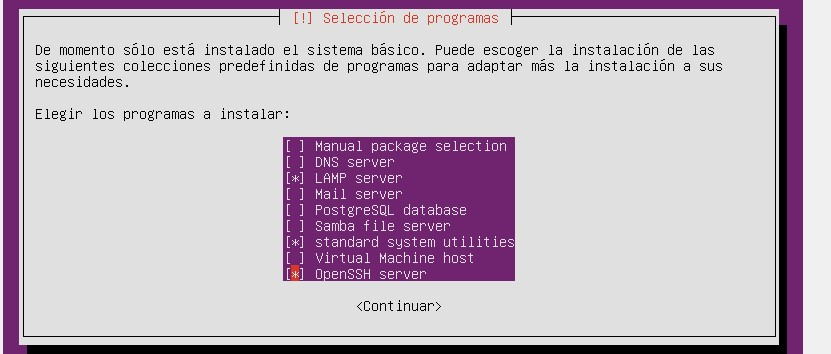 [!] Selección de programas
De momento sólo está instalado el sistema básico. Puede escoger la instalación de las
siguientes colecciones predefinidas de programas para adaptar más la instalación a sus
necesidades.
Elegir los programas a instalar:
[ ] Manual package selection
[ ] DNS server
[*] LAMP server
[ ] Mail server
[ ] PostgreSQL database
[ ] Samba file server
[*] standard system utilities
[ ] Virtual Machine host
[*] OpenSSH server
<Continuar>